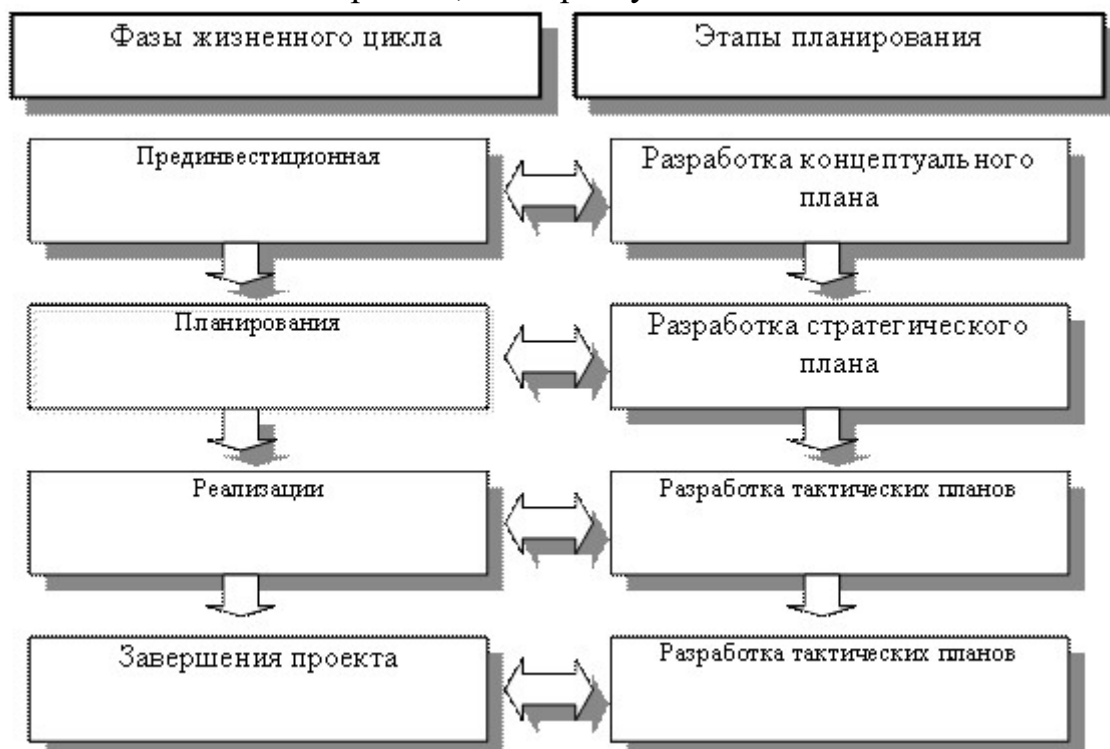 Фазы жизненного цикла
Этапы планирования
Прединвестиционная
Разработка концептуального
плана
Планирования
Разработка стратегического
плана
Реализации
Разработка тактических планов
Завершения проекта
Разработка тактических планов